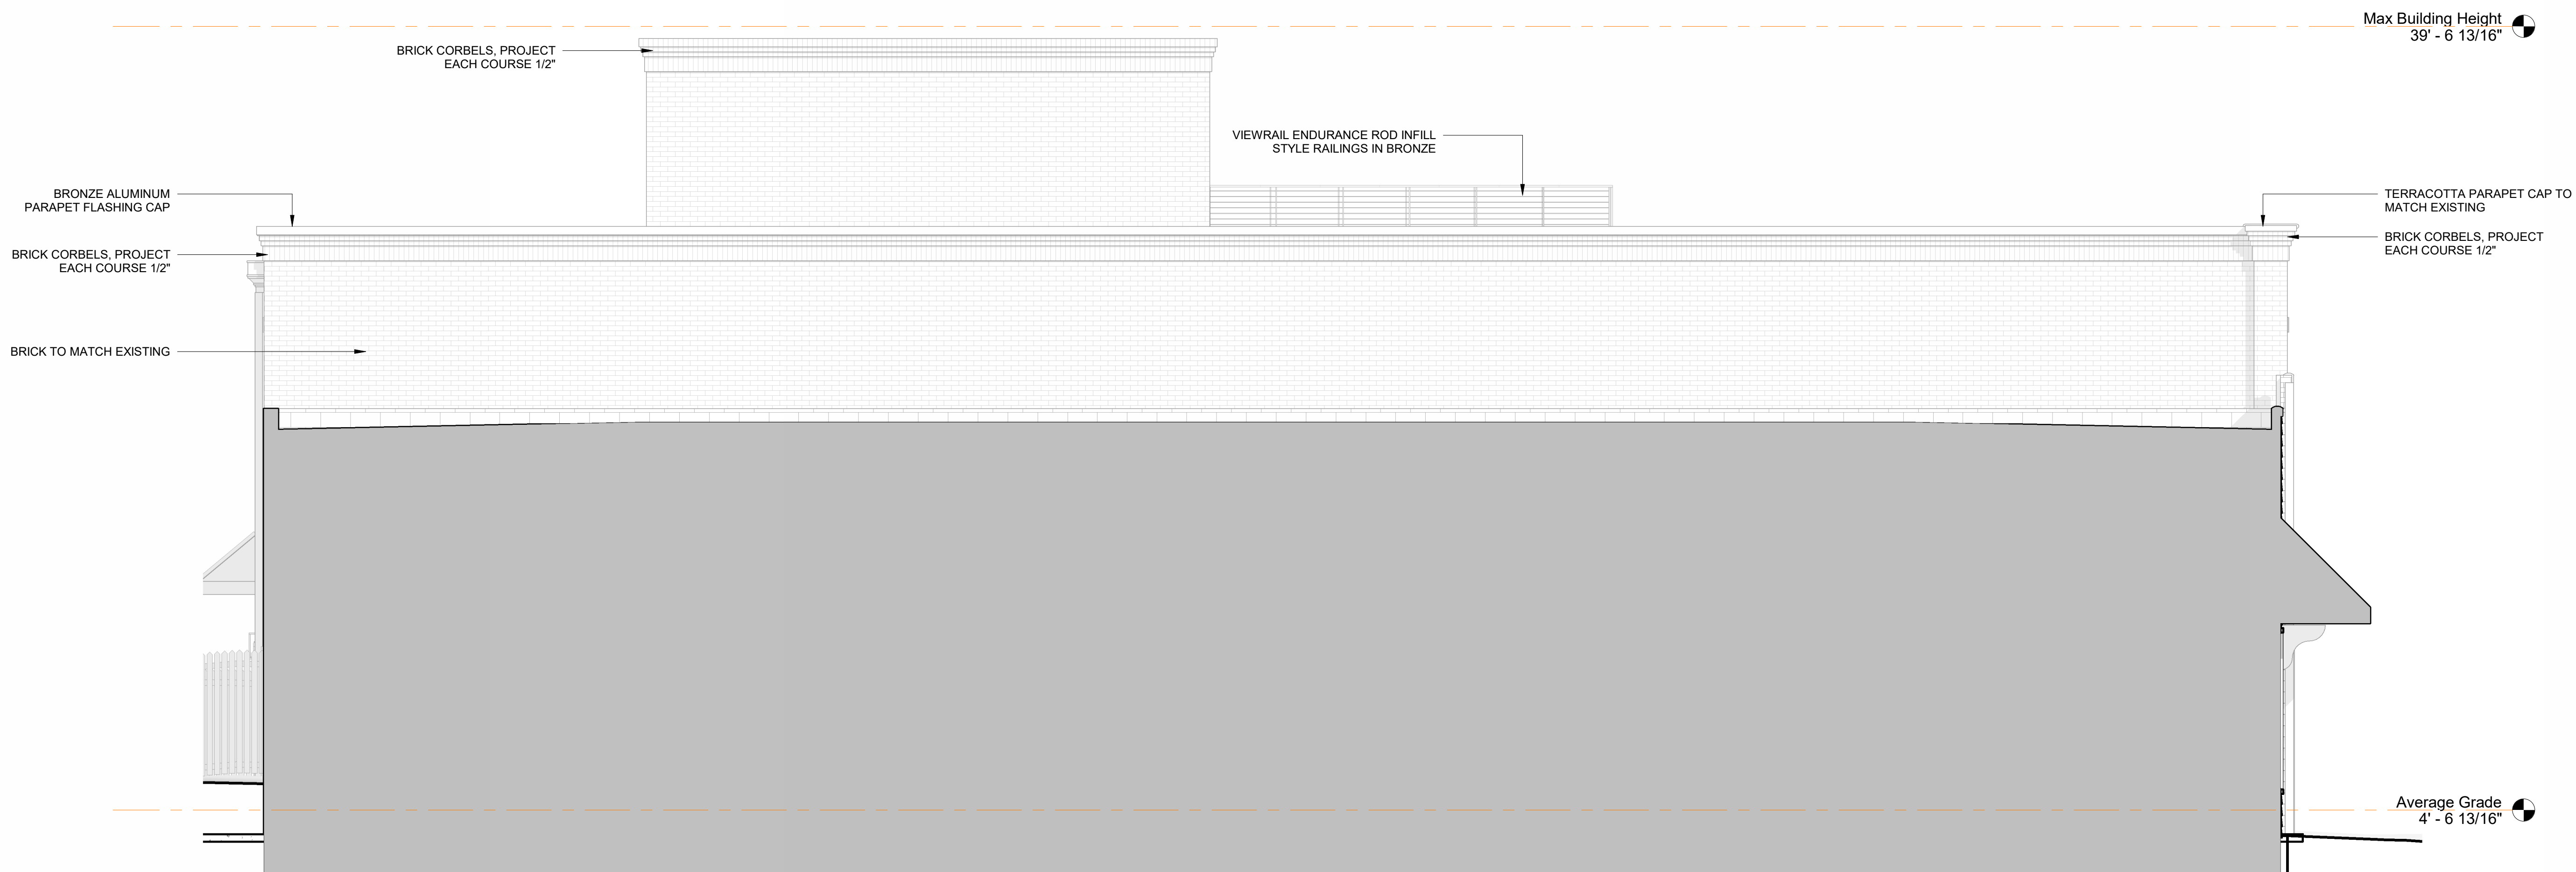 Max Building Height
39' - 6 13/16"
BRICK CORBELS, PROJECT
EACH COURSE 1/2"
VIEWRAIL ENDURANCE ROD INFILL
STYLE RAILINGS IN BRONZE
BRONZE ALUMINUM
PARAPET FLASHING CAP
TERRACOTTA PARAPET CAP TO
MATCH EXISTING
BRICK CORBELS, PROJECT
EACH COURSE 1/2"
BRICK CORBELS, PROJECT
EACH COURSE 1/2"
BRICK TO MATCH EXISTING
Average Grade
4' - 6 13/16"